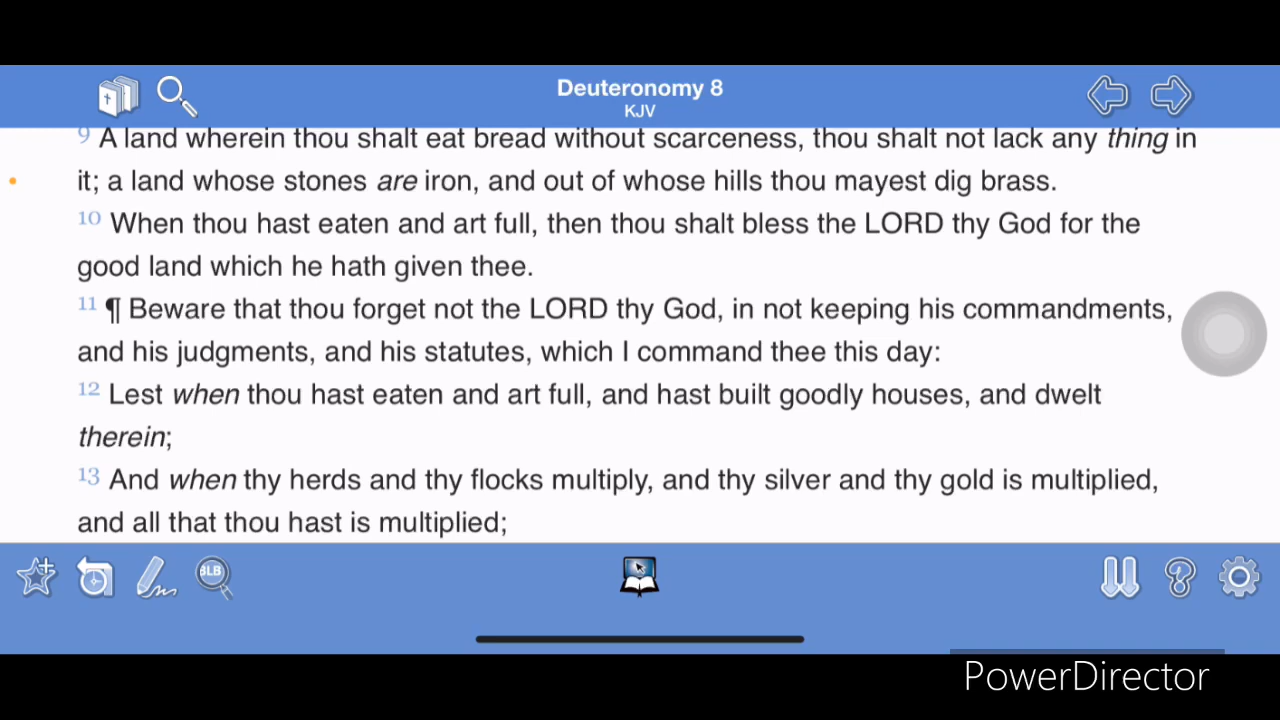 Deuteronomy 8
KJV
9 A land wherein thou shalt eat bread without scarceness, thou shalt not lack any thing in
it; a land whose stones are iron, and out of whose hills thou mayest dig brass.
10 When thou hast eaten and art full, then thou shalt bless the LORD thy God for the
good land which he hath given thee.
11 ¶ Beware that thou forget not the LORD thy God, in not keeping his commandments,
and his judgments, and his statutes, which I command thee this day:
12 Lest when thou hast eaten and art full, and hast built goodly houses, and dwelt
therein;
13 And when thy herds and thy flocks multiply, and thy silver and thy gold is multiplied,
and all that thou hast is multiplied;
BLB
PowerDirector